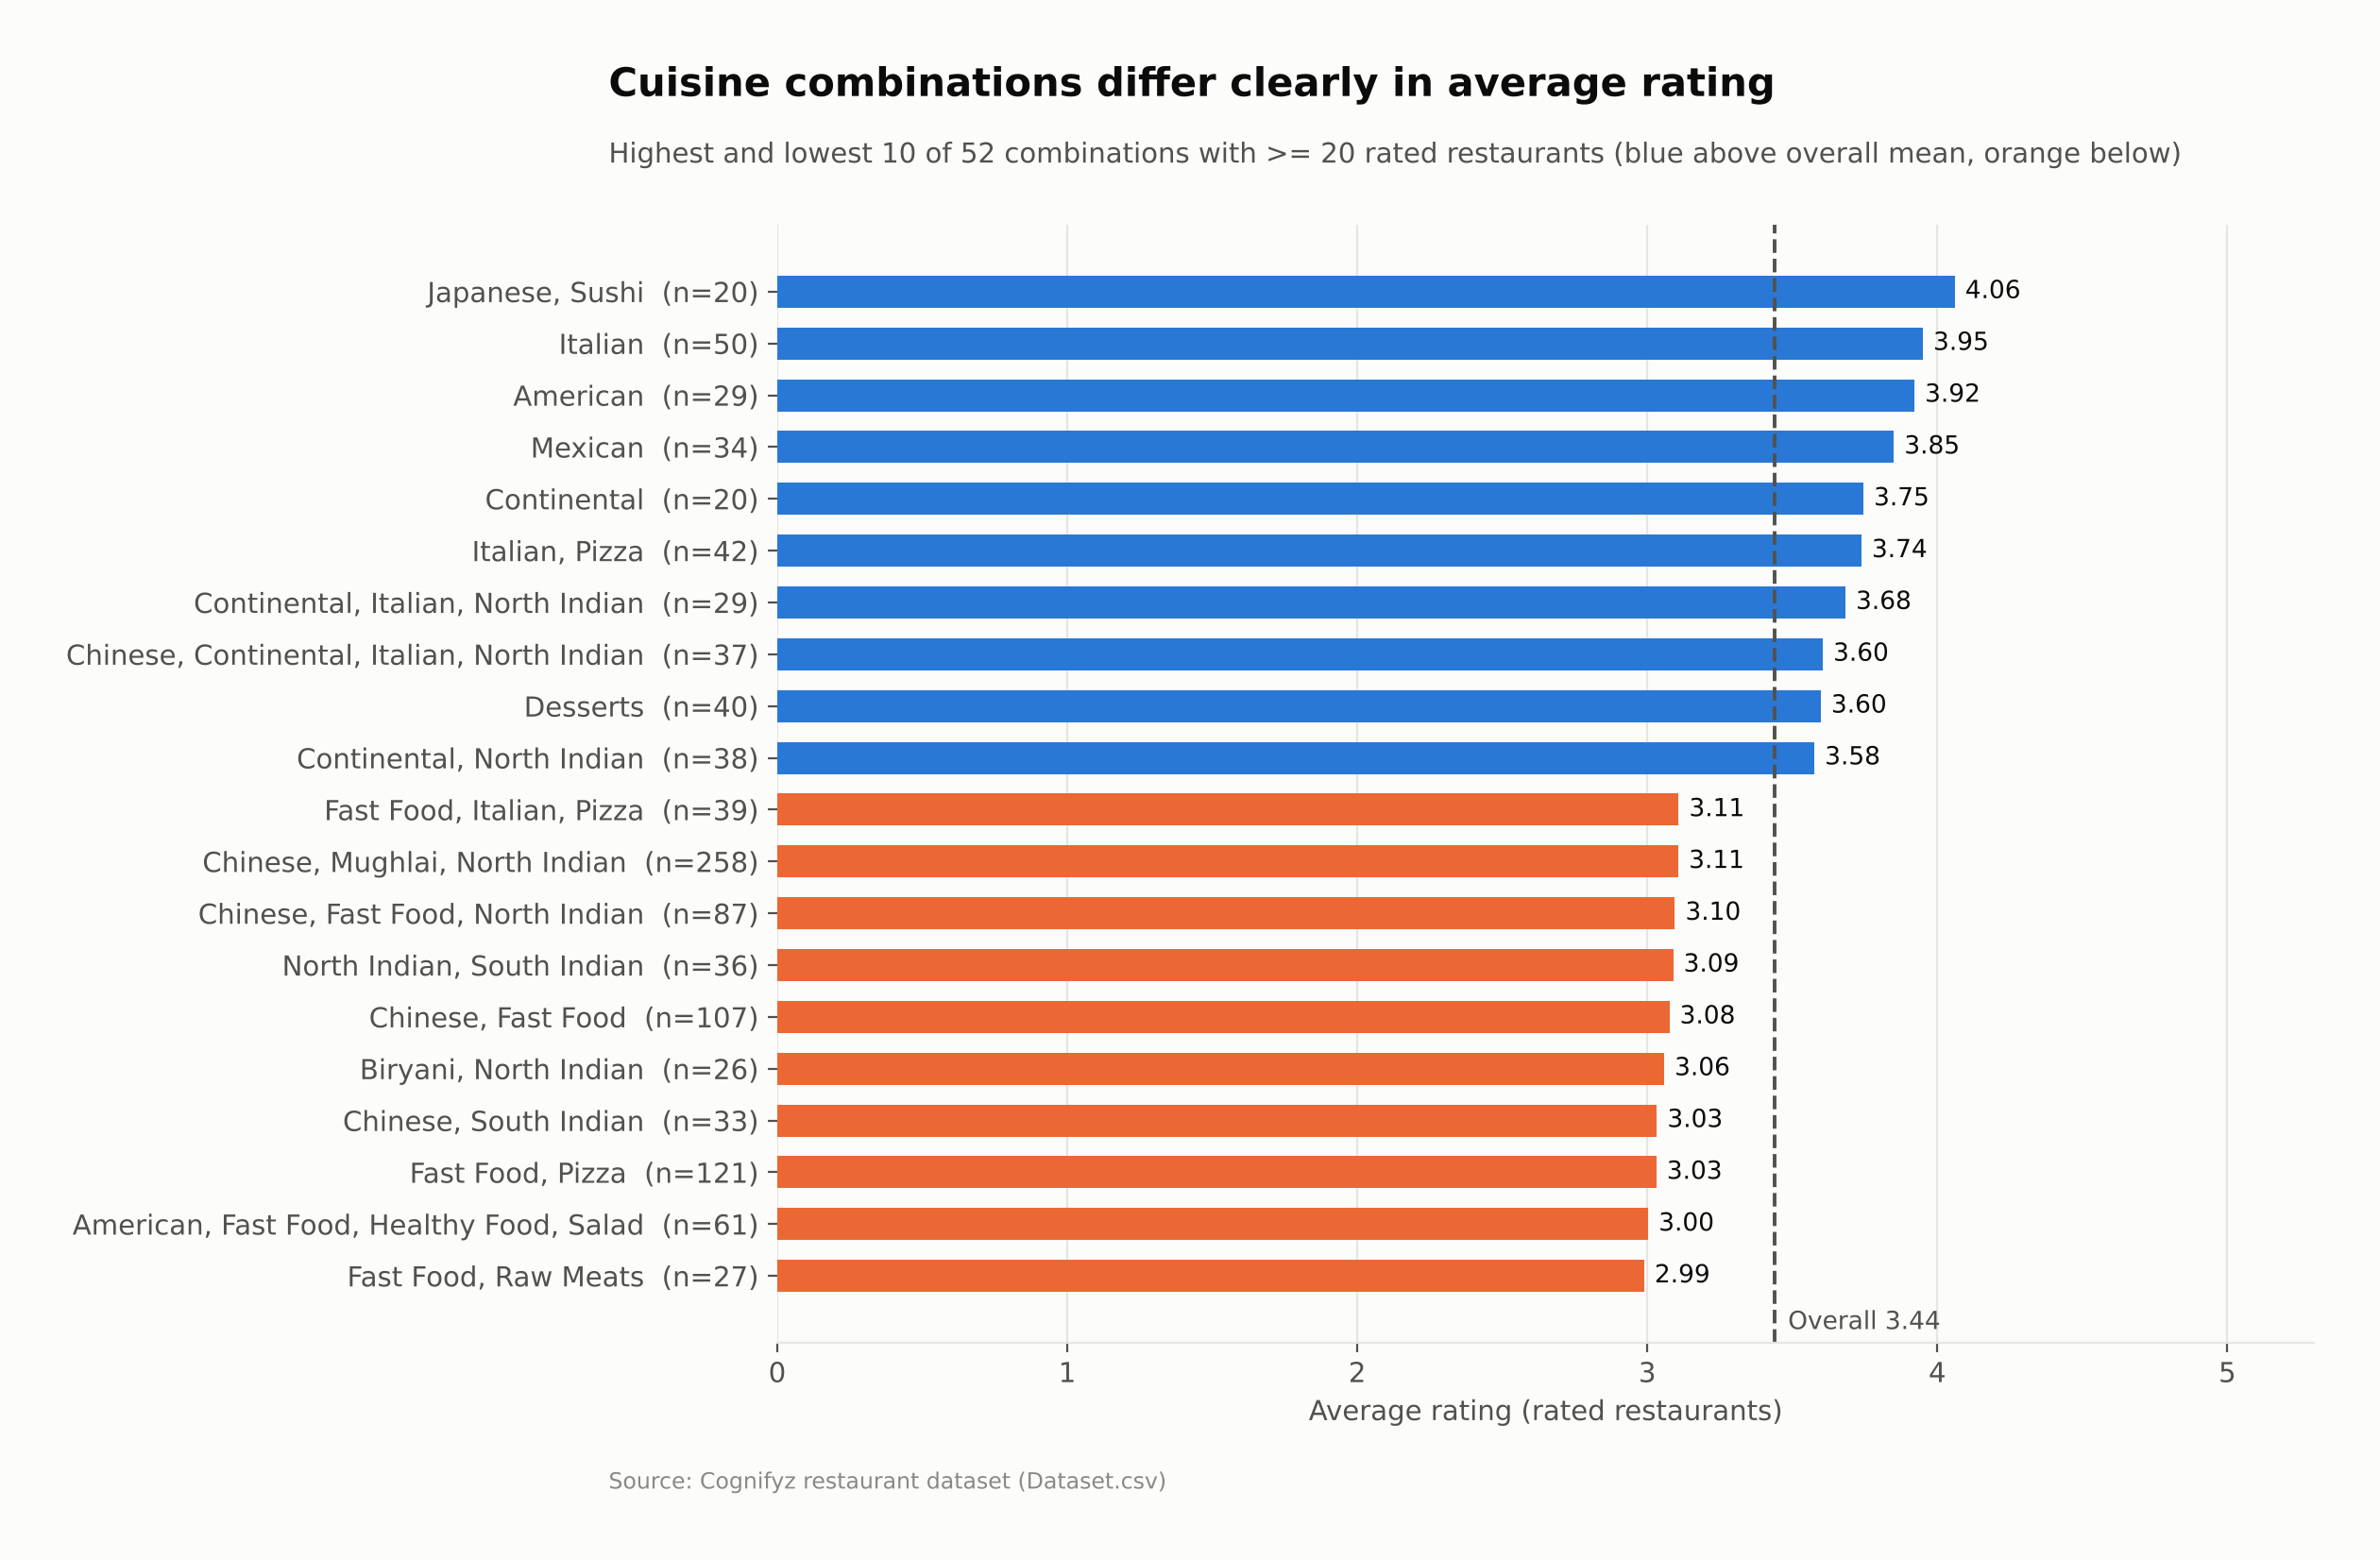 Cuisine combinations differ clearly in average rating
Highest and lowest 10 of 52 combinations with >= 20 rated restaurants (blue above overall mean, orange below)
Japanese, Sushi (n=20) 4.06
Italian (n=50) 3.95
American (n=29) 3.92
Mexican (n=34) 3.85
Continental (n=20) 3.75
Italian, Pizza (n=42) 3.74
Continental, Italian, North Indian (n=29) 3.68
Chinese, Continental, Italian, North Indian (n=37) 3.60
Desserts (n=40) 3.60
Continental, North Indian (n=38) 3.58
Fast Food, Italian, Pizza (n=39) 3.11
Chinese, Mughlai, North Indian (n=258) 3.11
Chinese, Fast Food, North Indian (n=87) 3.10
North Indian, South Indian (n=36) 3.09
Chinese, Fast Food (n=107) 3.08
Biryani, North Indian (n=26) 3.06
Chinese, South Indian (n=33) 3.03
Fast Food, Pizza (n=121) 3.03
American, Fast Food, Healthy Food, Salad (n=61) 3.00
Fast Food, Raw Meats (n=27) 2.99
Overall 3.44
0 1 2 3 4 5
Average rating (rated restaurants)
Source: Cognifyz restaurant dataset (Dataset.csv)